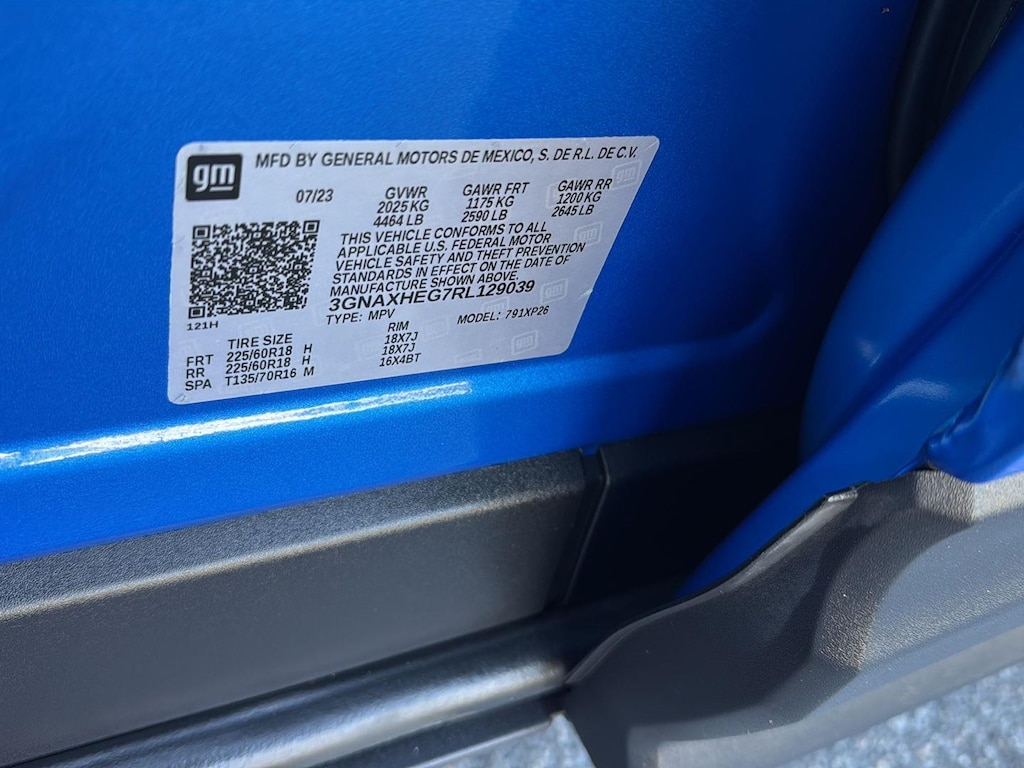 gm
MFD BY GENERAL MOTORS DE MEXICO, S. DE R.L. DE C.V.
07/23 GVWR GAWR FRT GAWR RR
2025 KG 1175 KG 1200 KG
4464 LB 2590 LB 2645 LB
THIS VEHICLE CONFORMS TO ALL
APPLICABLE U.S. FEDERAL MOTOR
VEHICLE SAFETY AND THEFT PREVENTION
STANDARDS IN EFFECT ON THE DATE OF
MANUFACTURE SHOWN ABOVE.
3GNAXHEG7RL129039
TYPE: MPV MODEL: 791XP26
121H
TIRE SIZE RIM
FRT 225/60R18 H 18X7J
RR 225/60R18 H 18X7J
SPA T135/70R16 M 16X4BT
gm
gm
gm